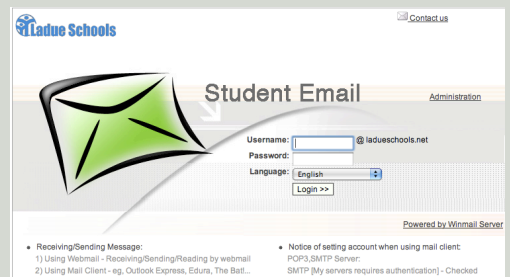 Ladue Schools
Contact us
Student Email
Administration
Username: @ ladueschools.net
Password:
Language: English
Login >>
Powered by Winmail Server
Receiving/Sending Message:
1) Using Webmail - Receiving/Sending/Reading by webmail
2) Using Mail Client - eg, Outlook Express, Edura, The Bat!...
Notice of setting account when using mail client:
POP3,SMTP Server:
SMTP [My servers requires authentication] - Checked